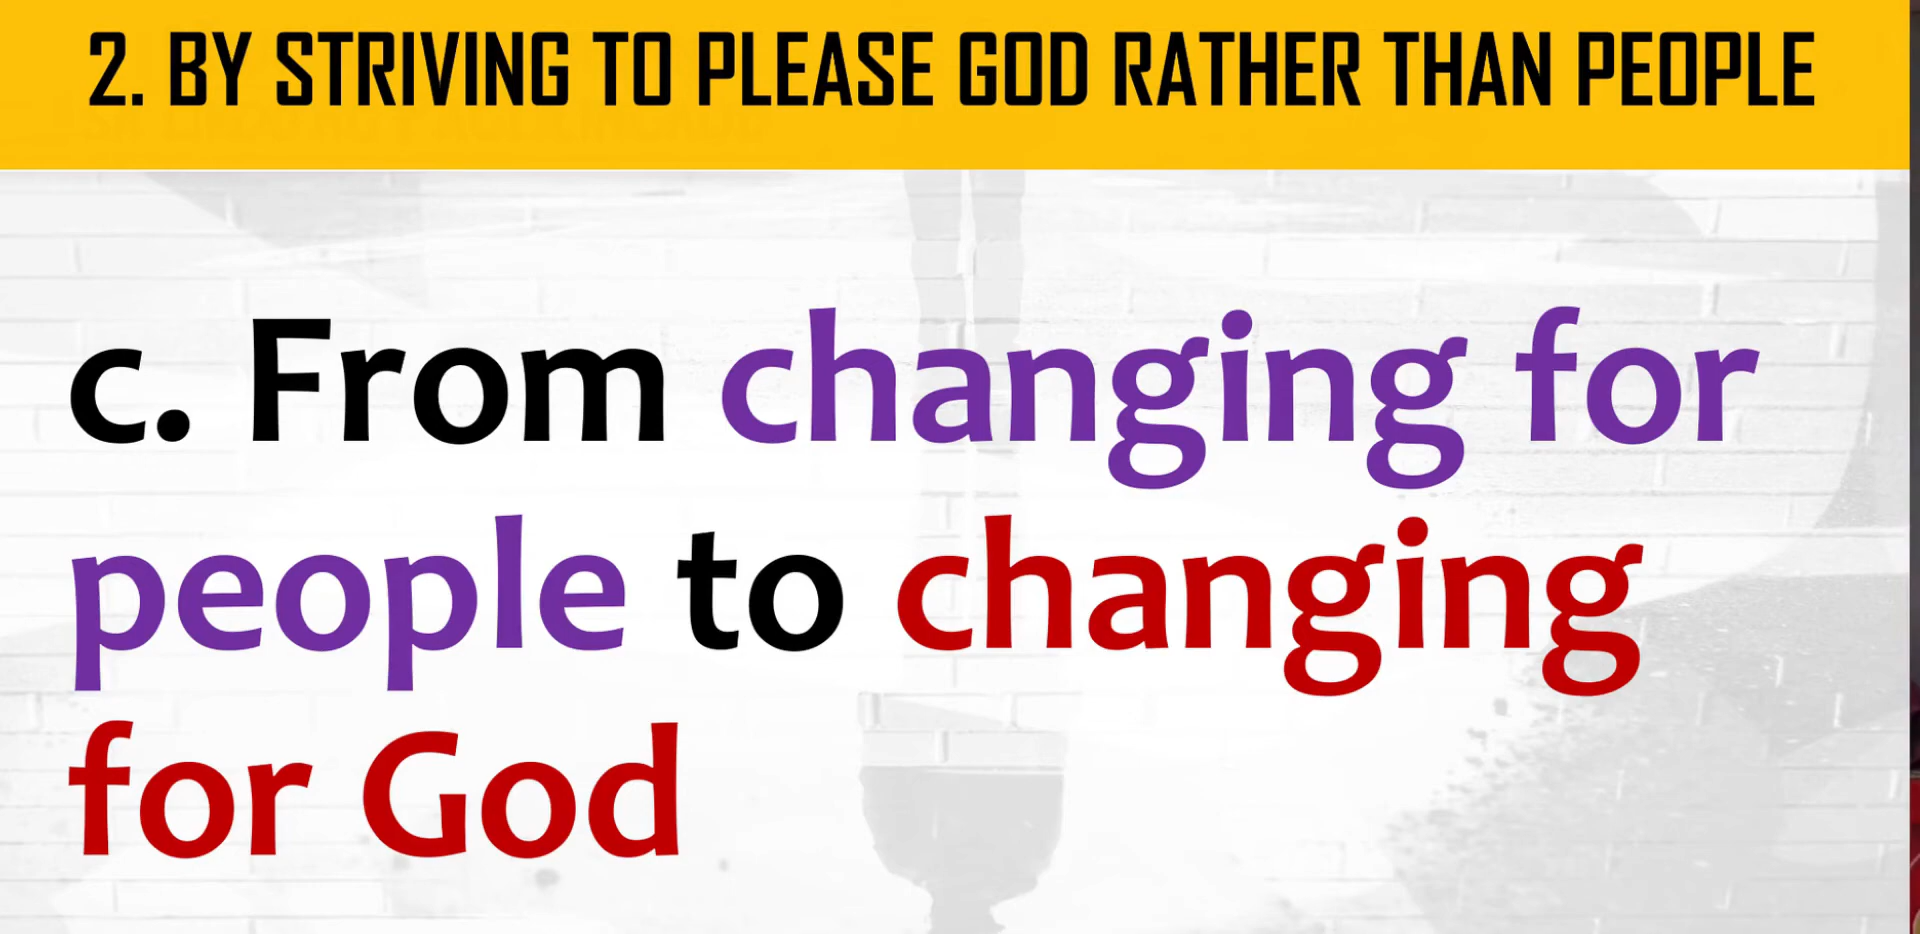 2. BY STRIVING TO PLEASE GOD RATHER THAN PEOPLE
c. From changing for
people to changing
for God